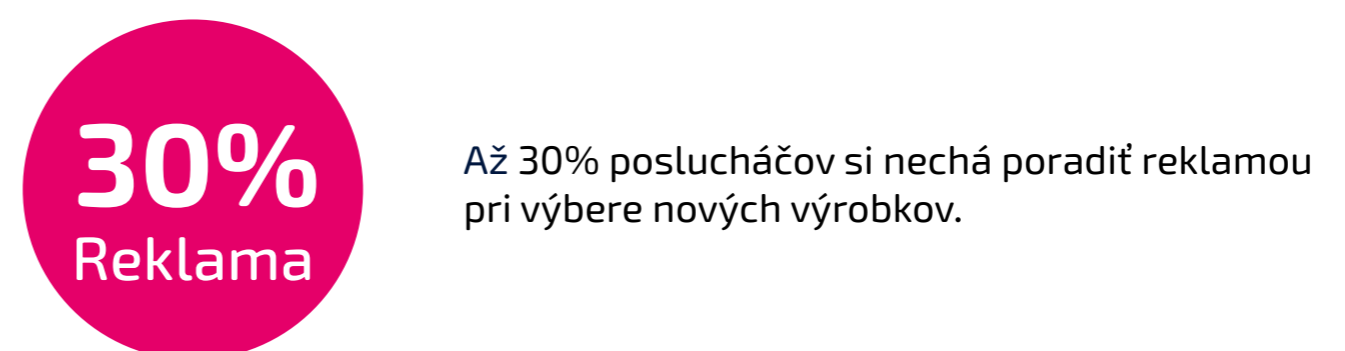 30%
Reklama
Až 30% poslucháčov si nechá poradiť reklamou
pri výbere nových výrobkov.